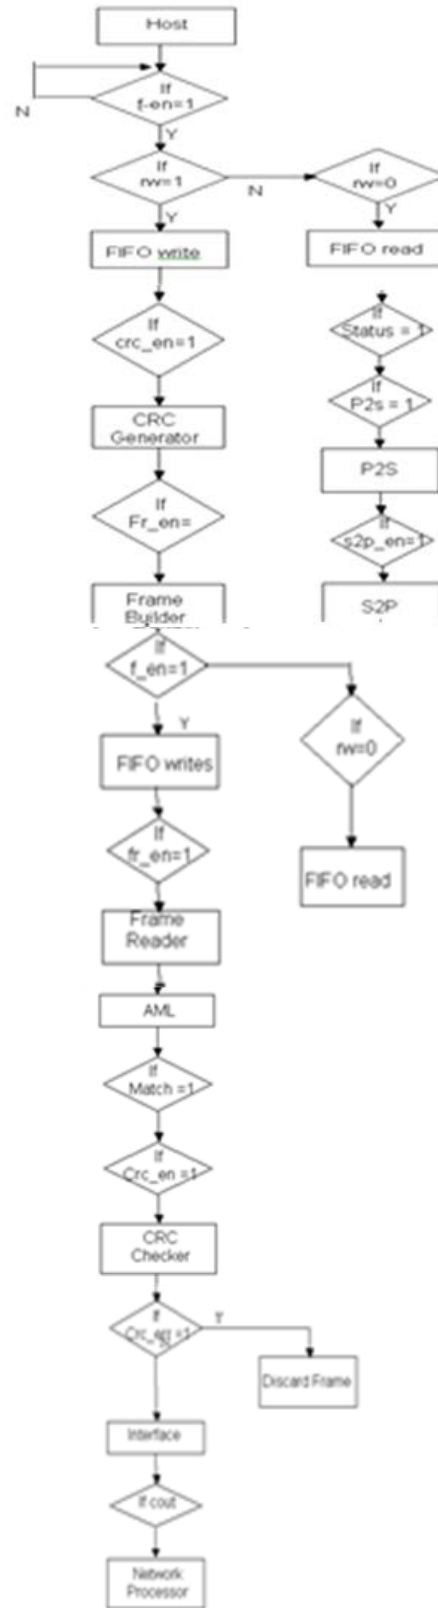 Host
If
f-en=1
N
Y
If
rw=1
N
If
rw=0
Y
Y
FIFO write
FIFO read
If
crc_en=1
If
Status = 1
If
P2s = 1
CRC
Generator
P2S
If
Fr_en=
If
s2p_en=1
Frame
Builder
S2P
If
f_en=1
Y
If
rw=0
FIFO writes
If
fr_en=1
FIFO read
Frame
Reader
AML
If
Match =1
If
Crc_en =1
CRC
Checker
If
Crc_err =1
Y
Discard Frame
Interface
If cout
Network
Processor